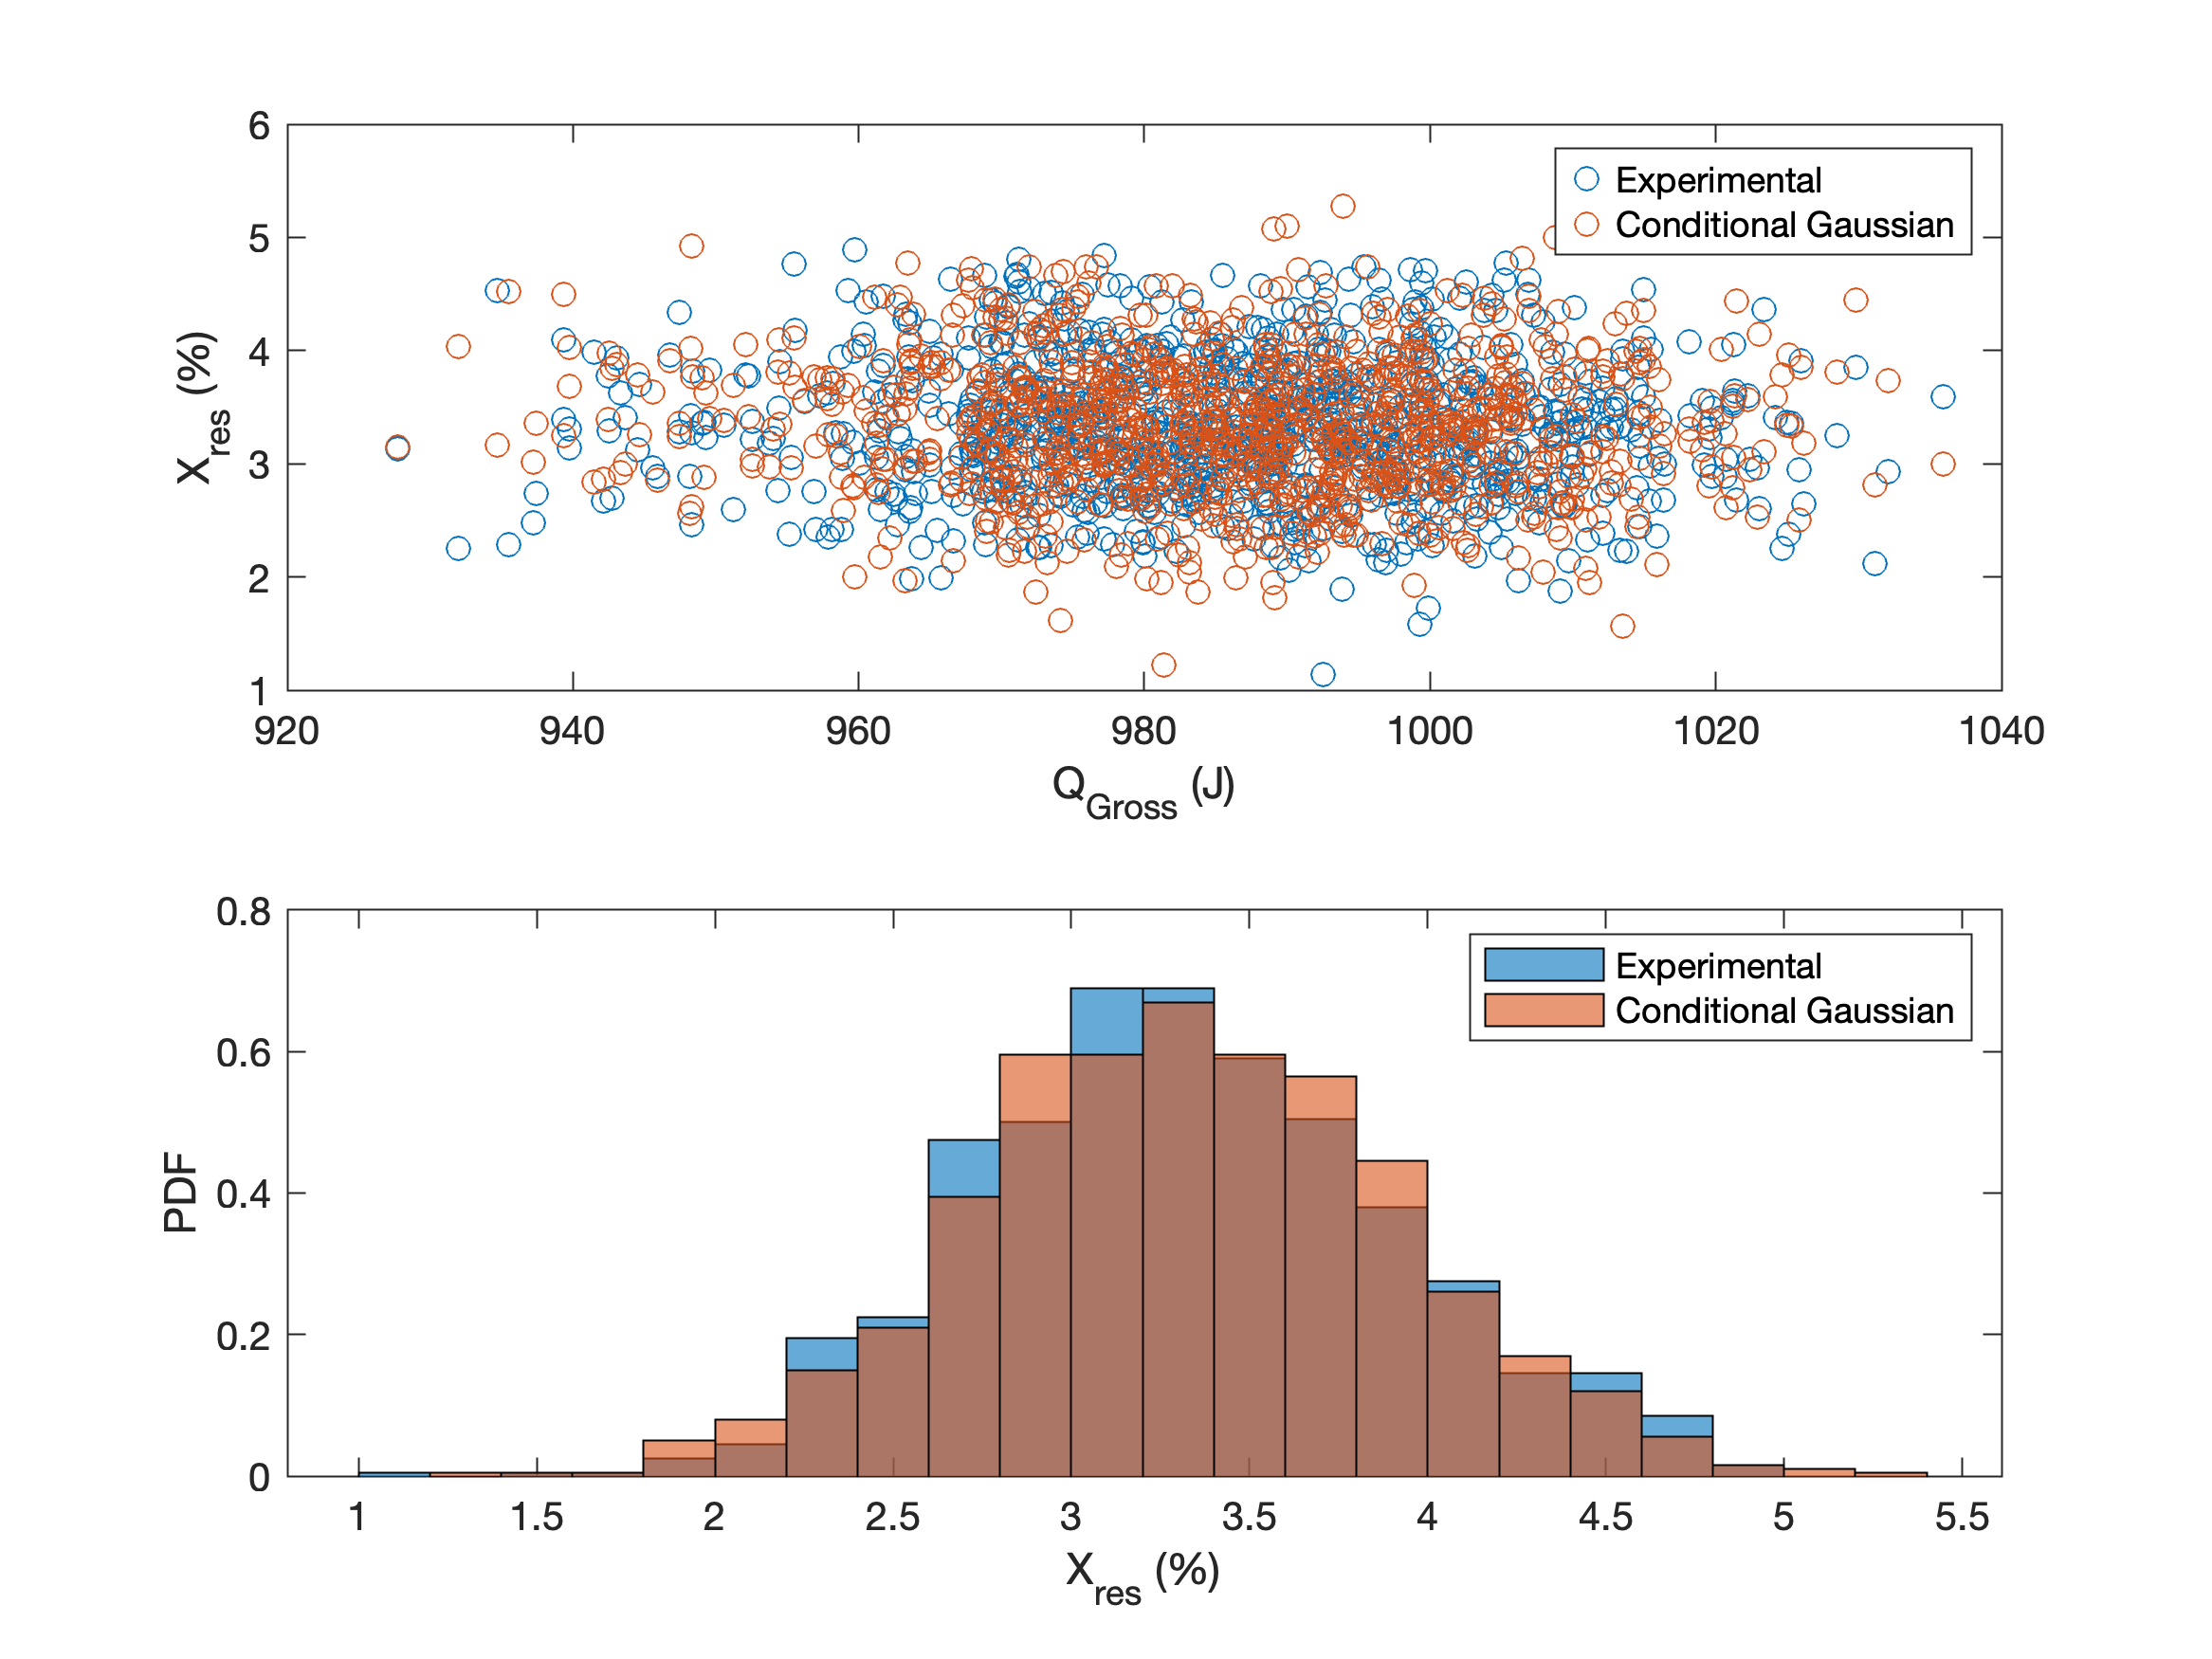 6
5
4
3
2
1
X_res (%)
Experimental
Conditional Gaussian
920 940 960 980 1000 1020 1040
Q_Gross (J)
0.8
0.6
0.4
0.2
0
PDF
Experimental
Conditional Gaussian
1 1.5 2 2.5 3 3.5 4 4.5 5 5.5
X_res (%)